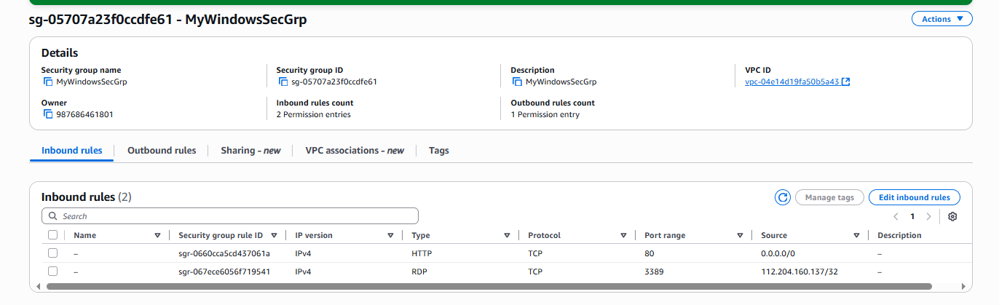 sg-05707a23f0ccdfe61 - MyWindowsSecGrp
Actions
Details
Security group name
MyWindowsSecGrp
Security group ID
sg-05707a23f0ccdfe61
Description
MyWindowsSecGrp
VPC ID
vpc-04e14d19fa50b5a43
Owner
987686461801
Inbound rules count
2 Permission entries
Outbound rules count
1 Permission entry
Inbound rules Outbound rules Sharing - new VPC associations - new Tags
Inbound rules (2)
Manage tags Edit inbound rules
Search
1
Name Security group rule ID IP version Type Protocol Port range Source Description
– sgr-0660cca5cd437061a IPv4 HTTP TCP 80 0.0.0.0/0 –
– sgr-067ece6056f719541 IPv4 RDP TCP 3389 112.204.160.137/32 –